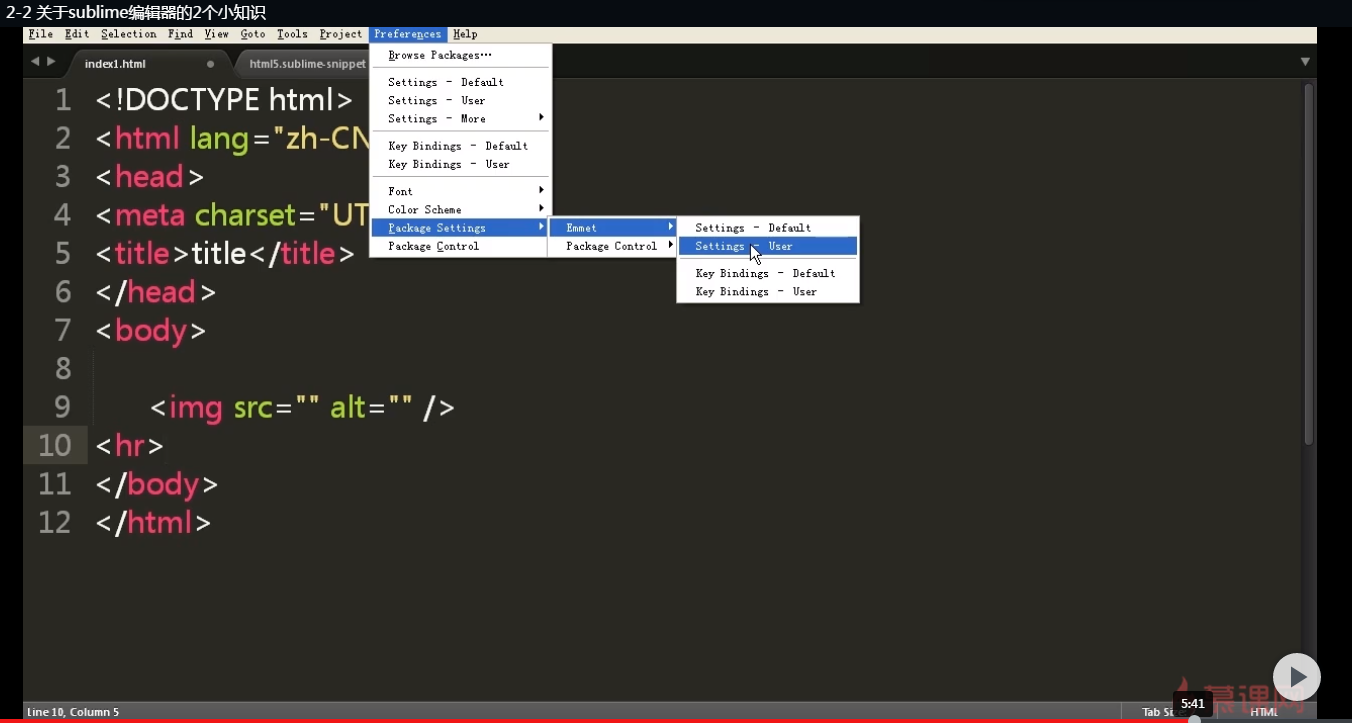 2-2 关于sublime编辑器的2个小知识
File Edit Selection Find View Goto Tools Project Preferences Help
index1.html
html5.sublime-snippet
Browse Packages…
Settings - Default
Settings - User
Settings - More
Key Bindings - Default
Key Bindings - User
Font
Color Scheme
Package Settings
Package Control
Emmet
Package Control
Settings - Default
Settings - User
Key Bindings - Default
Key Bindings - User
1 <!DOCTYPE html>
2 <html lang="zh-CN
3 <head>
4 <meta charset="UT
5 <title>title</title>
6 </head>
7 <body>
8
9 <img src="" alt="" />
10 <hr>
11 </body>
12 </html>
慕课网
5:41
Line 10, Column 5
Tab Size
HTML